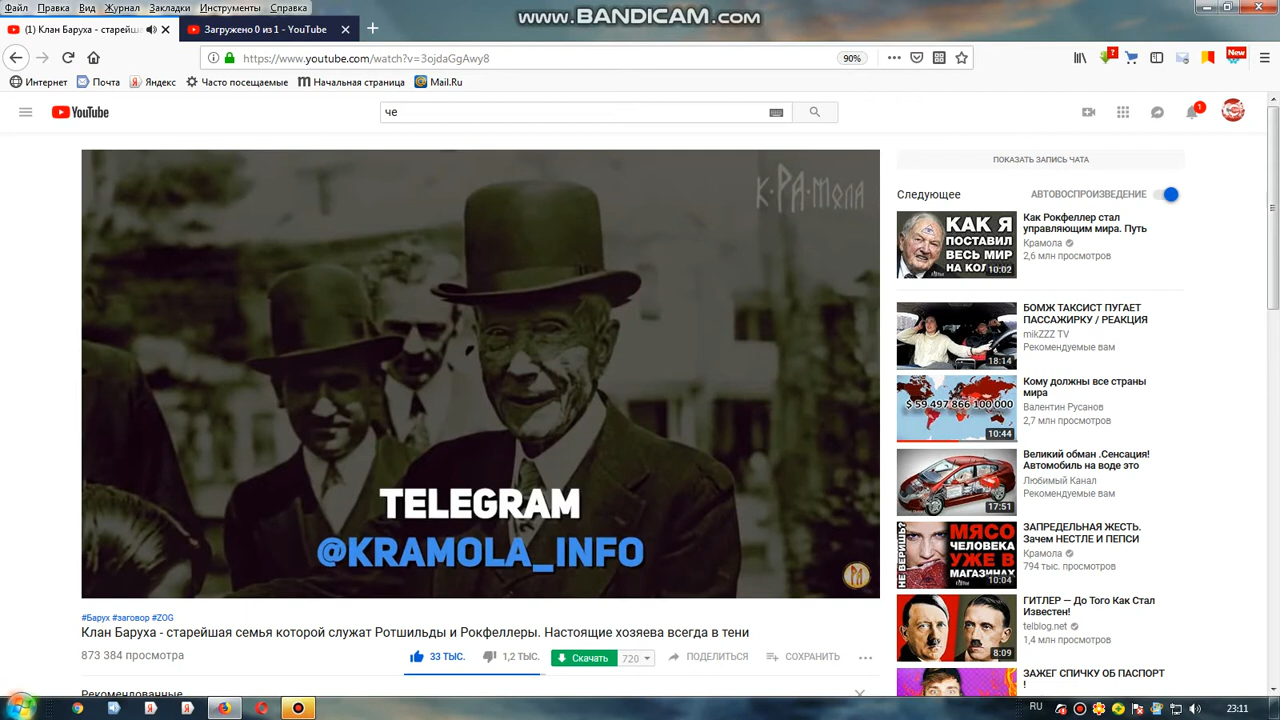 Файл Правка Вид Журнал Закладки Инструменты Справка
www.BANDICAM.com
(1) Клан Баруха - старейша
Загружено 0 из 1 - YouTube
https://www.youtube.com/watch?v=3ojdaGgAwy8
90%
New
Интернет Почта Яндекс Часто посещаемые Начальная страница Mail.Ru
YouTube
че
1
ПОКАЗАТЬ ЗАПИСЬ ЧАТА
Следующее
АВТОВОСПРОИЗВЕДЕНИЕ
к·РА·мола
TELEGRAM
@KRAMOLA_INFO
КАК Я
ПОСТАВИЛ
ВЕСЬ МИР
10:02
Как Рокфеллер стал
управляющим мира. Путь
Крамола
2,6 млн просмотров
18:14
БОМЖ ТАКСИСТ ПУГАЕТ
ПАССАЖИРКУ / РЕАКЦИЯ
mikZZZ TV
Рекомендуемые вам
$ 59 497 866 100 000
10:44
Кому должны все страны
мира
Валентин Русанов
2,7 млн просмотров
17:51
Великий обман .Сенсация!
Автомобиль на воде это
Любимый Канал
Рекомендуемые вам
НЕ ВЕРИШЬ?
МЯСО
ЧЕЛОВЕКА
УЖЕ В
МАГАЗИНАХ
10:04
ЗАПРЕДЕЛЬНАЯ ЖЕСТЬ.
Зачем НЕСТЛЕ И ПЕПСИ
Крамола
794 тыс. просмотров
8:09
ГИТЛЕР — До Того Как Стал
Известен!
telblog.net
1,4 млн просмотров
ЗАЖЕГ СПИЧКУ ОБ ПАСПОРТ
!
#Барух #заговор #ZOG
Клан Баруха - старейшая семья которой служат Ротшильды и Рокфеллеры. Настоящие хозяева всегда в тени
873 384 просмотра
33 ТЫС.
1,2 ТЫС.
Скачать
720
ПОДЕЛИТЬСЯ
СОХРАНИТЬ
Рекомендованные
RU
23:11